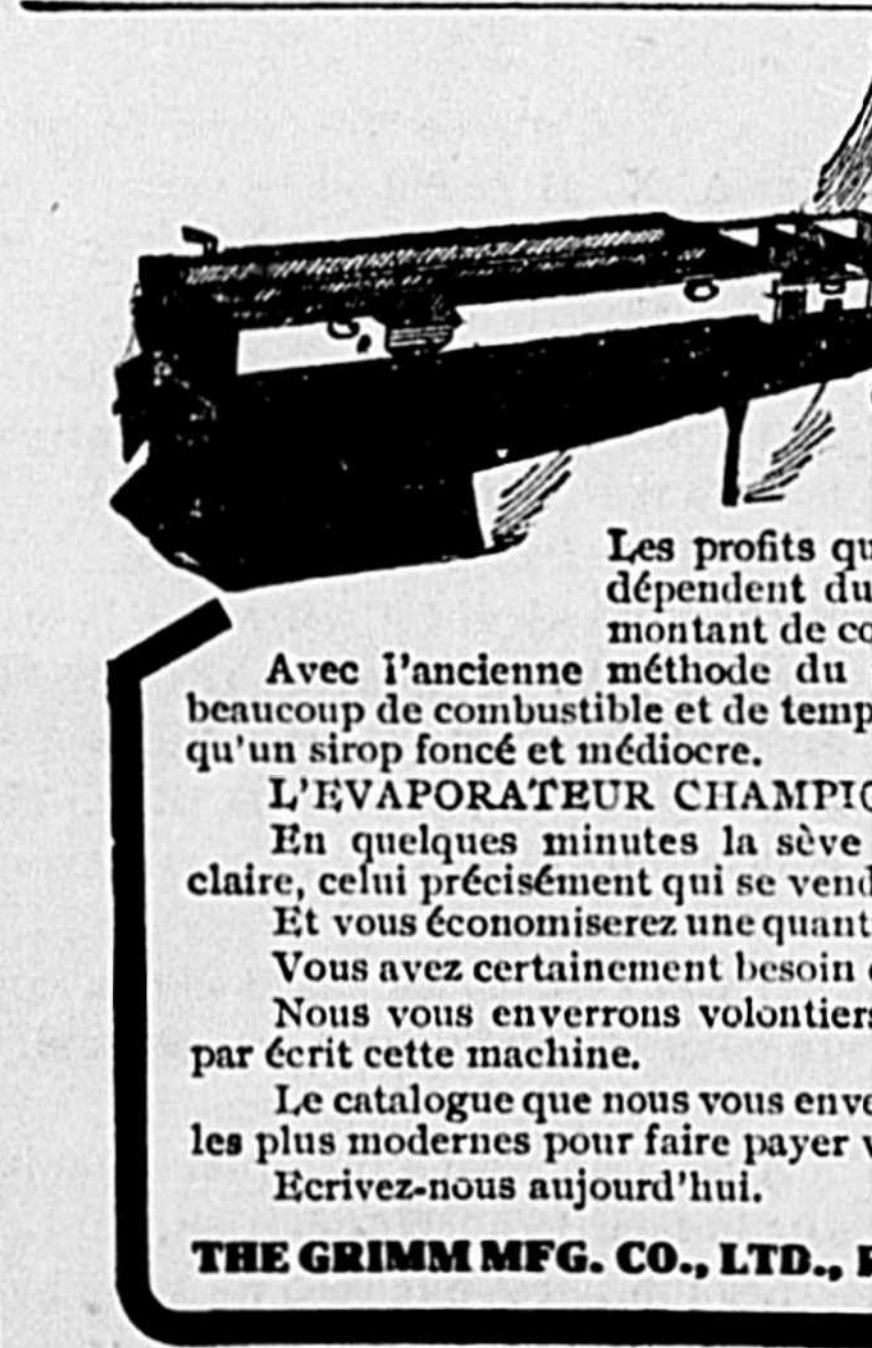 Les profits qu
dépendent du
montant de co
Avec l'ancienne méthode du
beaucoup de combustible et de temp
qu'un sirop foncé et médiocre.
L'EVAPORATEUR CHAMPIO
En quelques minutes la sève
claire, celui précisément qui se vend
Et vous économiserez une quant
Vous avez certainement besoin
Nous vous enverrons volontiers
par écrit cette machine.
Le catalogue que nous vous enve
les plus modernes pour faire payer v
Ecrivez-nous aujourd'hui.
THE GRIMM MFG. CO., LTD.,